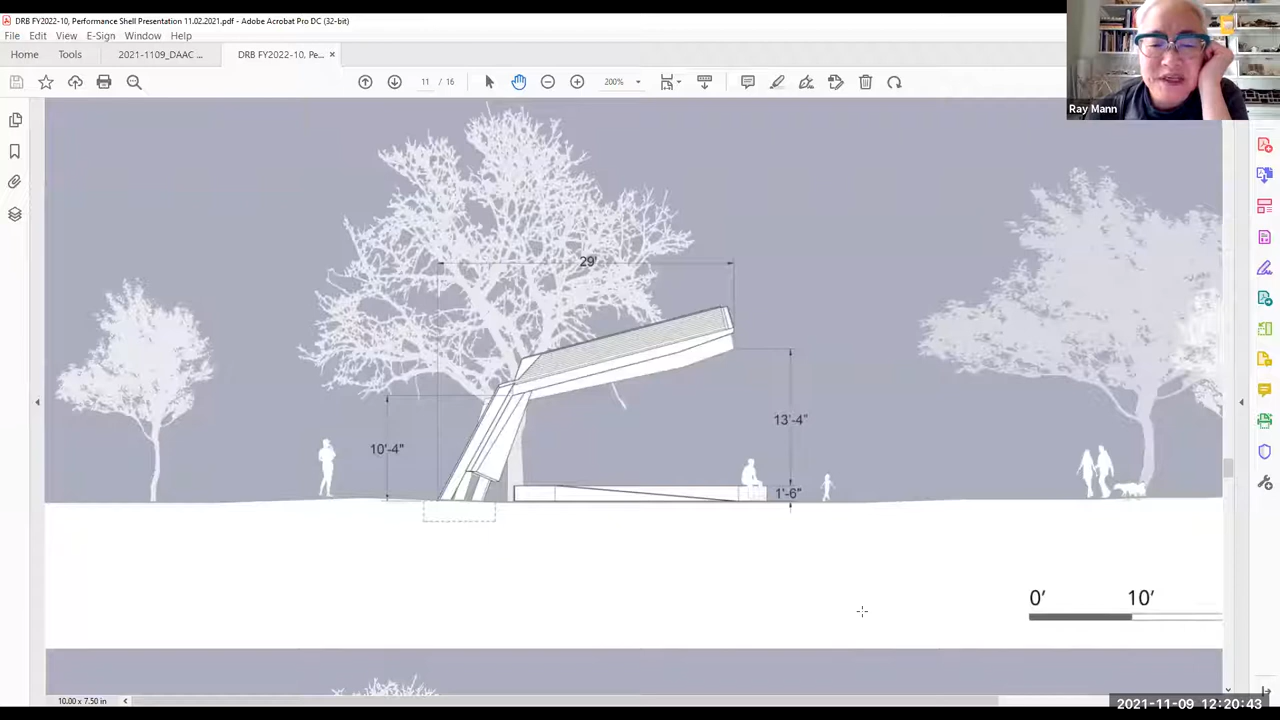 DRB FY2022-10, Performance Shell Presentation 11.02.2021.pdf - Adobe Acrobat Pro DC (32-bit)
File Edit View E-Sign Window Help
Home Tools 2021-1109_DAAC ... DRB FY2022-10, Pe... ×
11 / 16 200%
Ray Mann
29'
13'-4"
10'-4"
1'-6"
0' 10'
10.00 x 7.50 in
2021-11-09 12:20:43